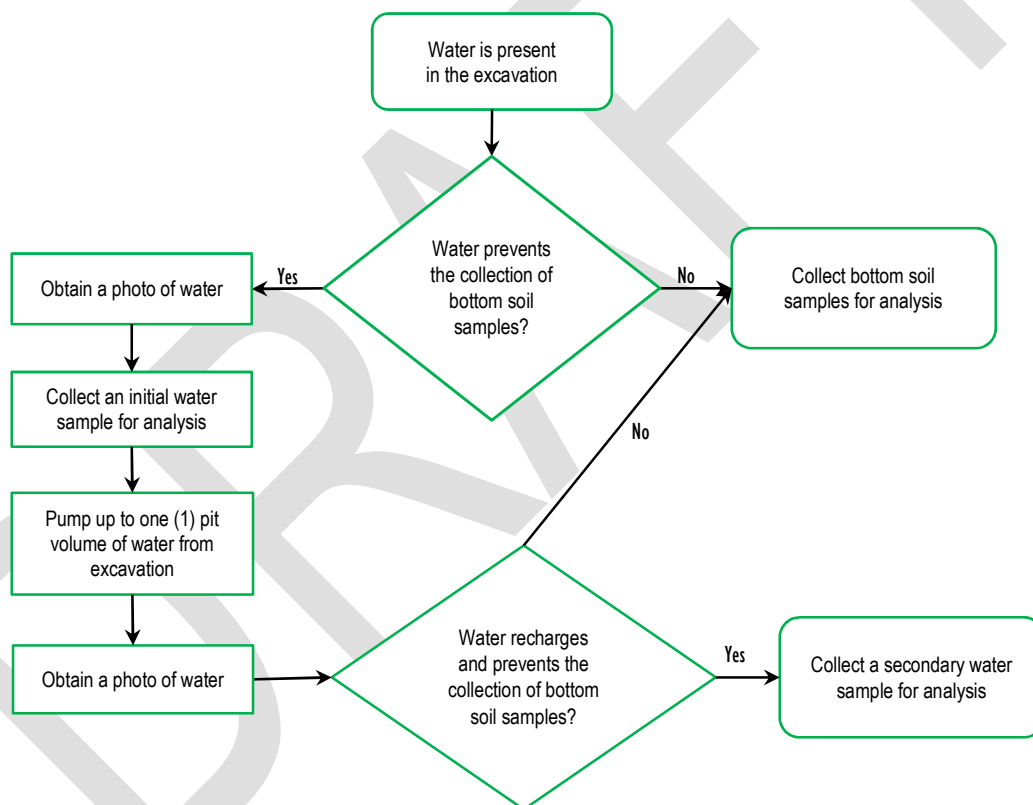 Water is present
in the excavation
Water prevents
the collection of
bottom soil
samples?
Yes
No
Obtain a photo of water
Collect bottom soil
samples for analysis
Collect an initial water
sample for analysis
No
Pump up to one (1) pit
volume of water from
excavation
Obtain a photo of water
Water recharges
and prevents the
collection of bottom
soil samples?
Yes
Collect a secondary water
sample for analysis
DRAFT